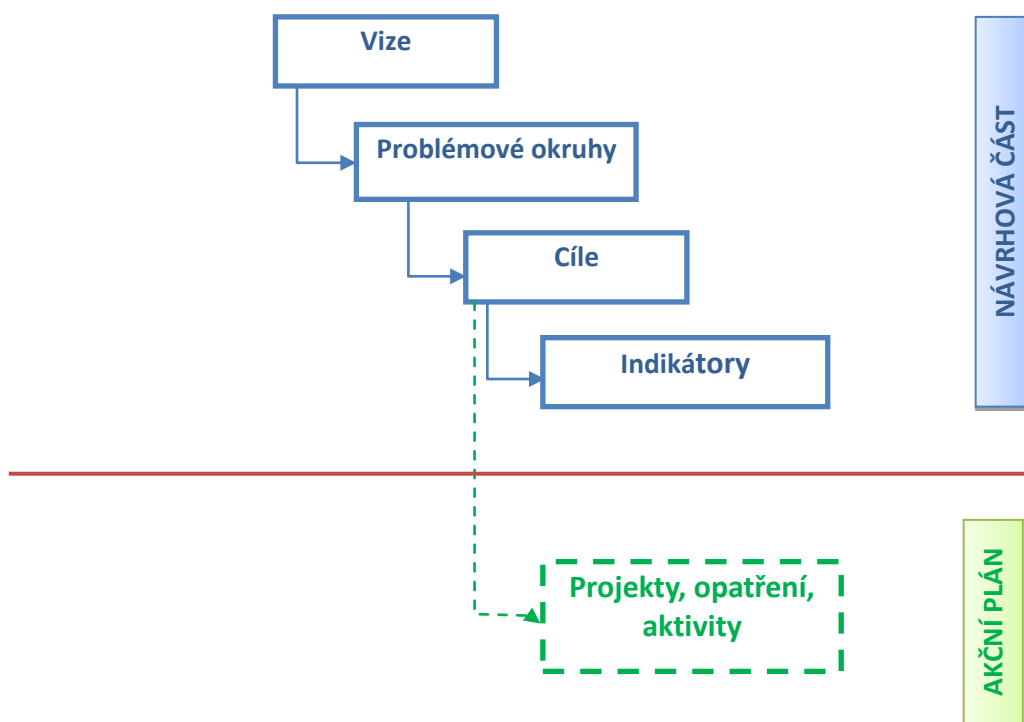 Vize
Problémové okruhy
Cíle
Indikátory
NÁVRHOVÁ ČÁST
Projekty, opatření,
aktivity
AKČNÍ PLÁN